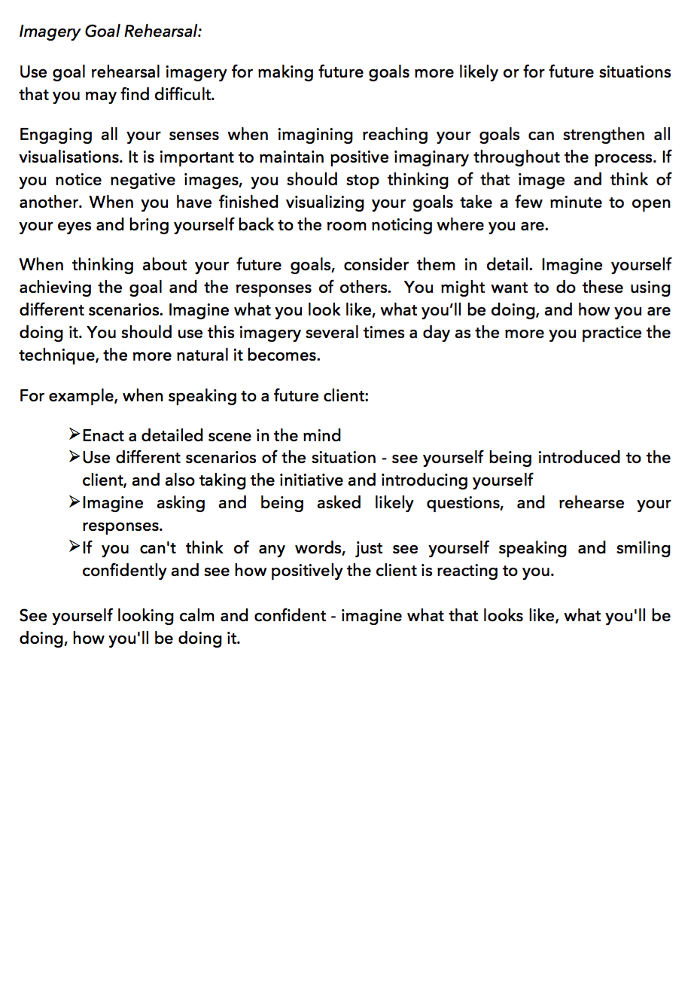 Imagery Goal Rehearsal:
Use goal rehearsal imagery for making future goals more likely or for future situations
that you may find difficult.
Engaging all your senses when imagining reaching your goals can strengthen all
visualisations. It is important to maintain positive imaginary throughout the process. If
you notice negative images, you should stop thinking of that image and think of
another. When you have finished visualizing your goals take a few minute to open
your eyes and bring yourself back to the room noticing where you are.
When thinking about your future goals, consider them in detail. Imagine yourself
achieving the goal and the responses of others.  You might want to do these using
different scenarios. Imagine what you look like, what you’ll be doing, and how you are
doing it. You should use this imagery several times a day as the more you practice the
technique, the more natural it becomes.
For example, when speaking to a future client:
➢Enact a detailed scene in the mind
➢Use different scenarios of the situation - see yourself being introduced to the
client, and also taking the initiative and introducing yourself
➢Imagine asking and being asked likely questions, and rehearse your
responses.
➢If you can't think of any words, just see yourself speaking and smiling
confidently and see how positively the client is reacting to you.
See yourself looking calm and confident - imagine what that looks like, what you'll be
doing, how you'll be doing it.